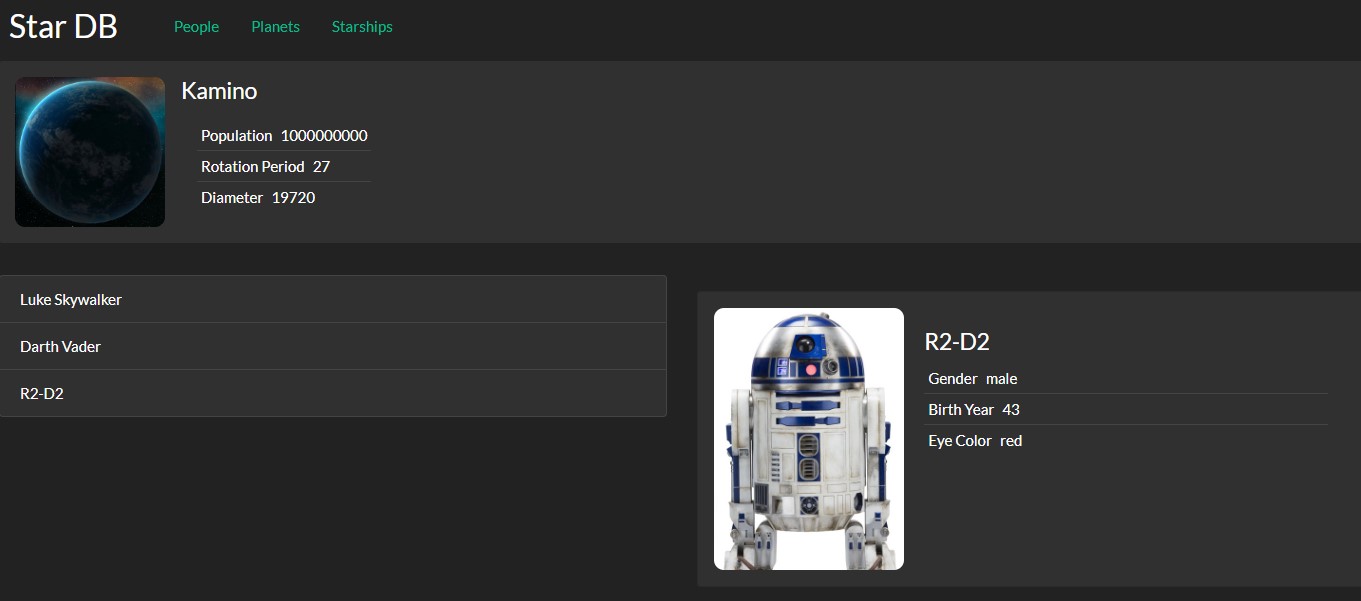 Star DB
People Planets Starships
Kamino
Population 1000000000
Rotation Period 27
Diameter 19720
Luke Skywalker
Darth Vader
R2-D2
R2-D2
Gender male
Birth Year 43
Eye Color red